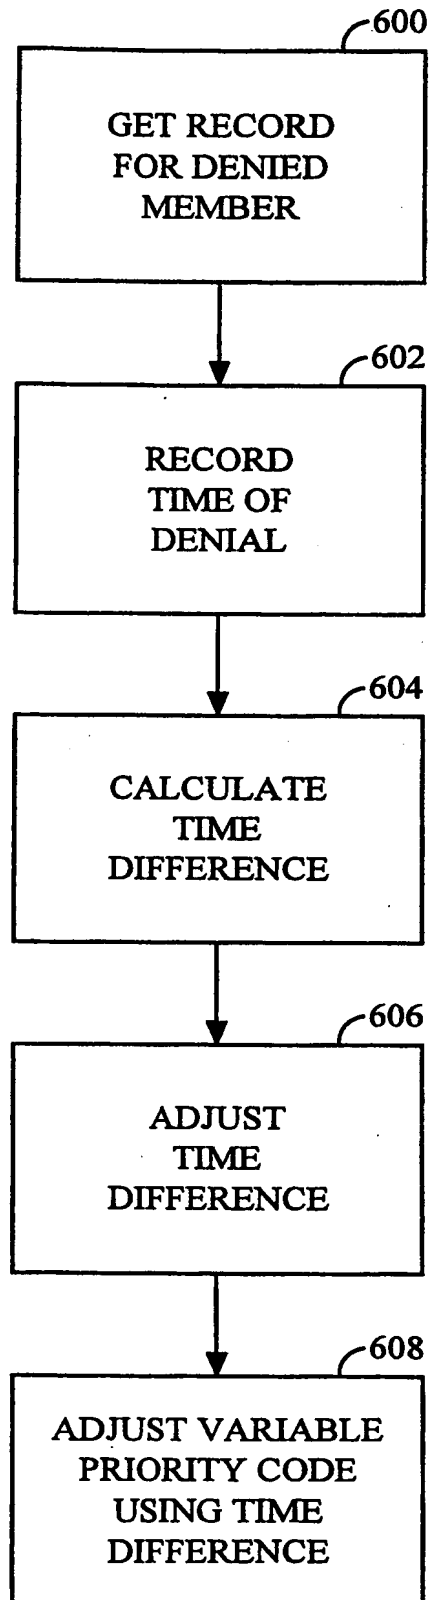 600
GET RECORD
FOR DENIED
MEMBER
602
RECORD
TIME OF
DENIAL
604
CALCULATE
TIME
DIFFERENCE
606
ADJUST
TIME
DIFFERENCE
608
ADJUST VARIABLE
PRIORITY CODE
USING TIME
DIFFERENCE